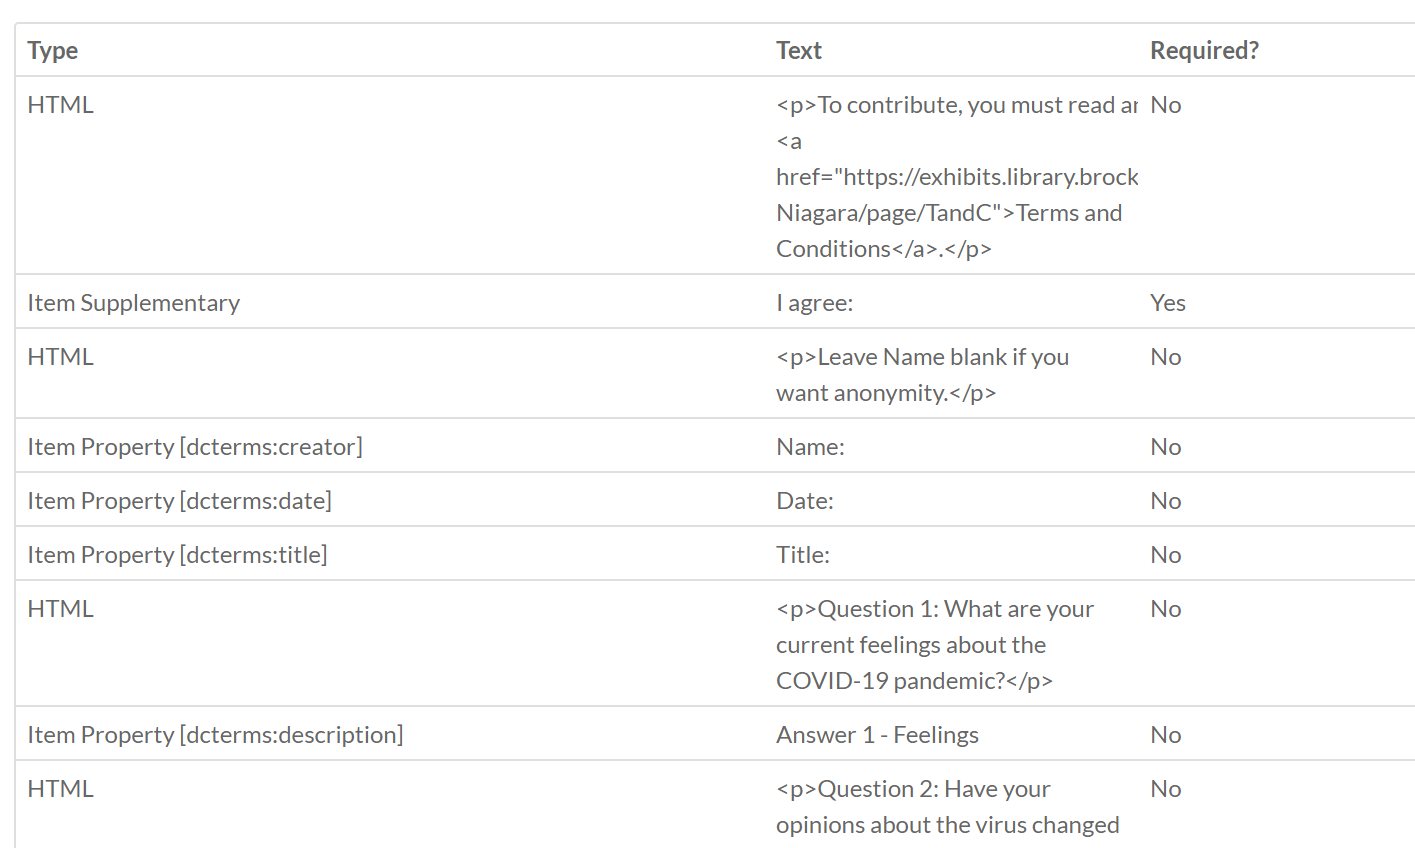 Type Text Required?
HTML <p>To contribute, you must read No
<a
href="https://exhibits.library.brock
Niagara/page/TandC">Terms and
Conditions</a>.</p>
Item Supplementary I agree: Yes
HTML <p>Leave Name blank if you No
want anonymity.</p>
Item Property [dcterms:creator] Name: No
Item Property [dcterms:date] Date: No
Item Property [dcterms:title] Title: No
HTML <p>Question 1: What are your No
current feelings about the
COVID-19 pandemic?</p>
Item Property [dcterms:description] Answer 1 - Feelings No
HTML <p>Question 2: Have your No
opinions about the virus changed